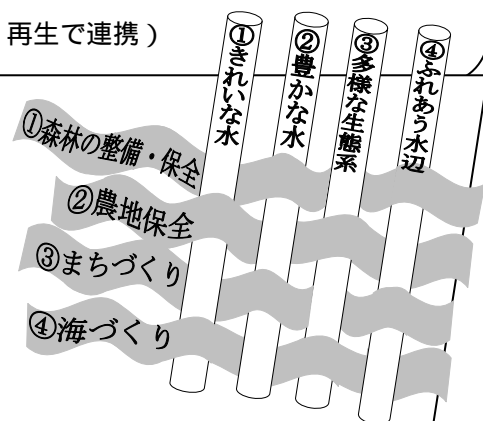 再生で連携）
①きれいな水
②豊かな水
③多様な生態系
④ふれあう水辺
①森林の整備・保全
②農地保全
③まちづくり
④海づくり